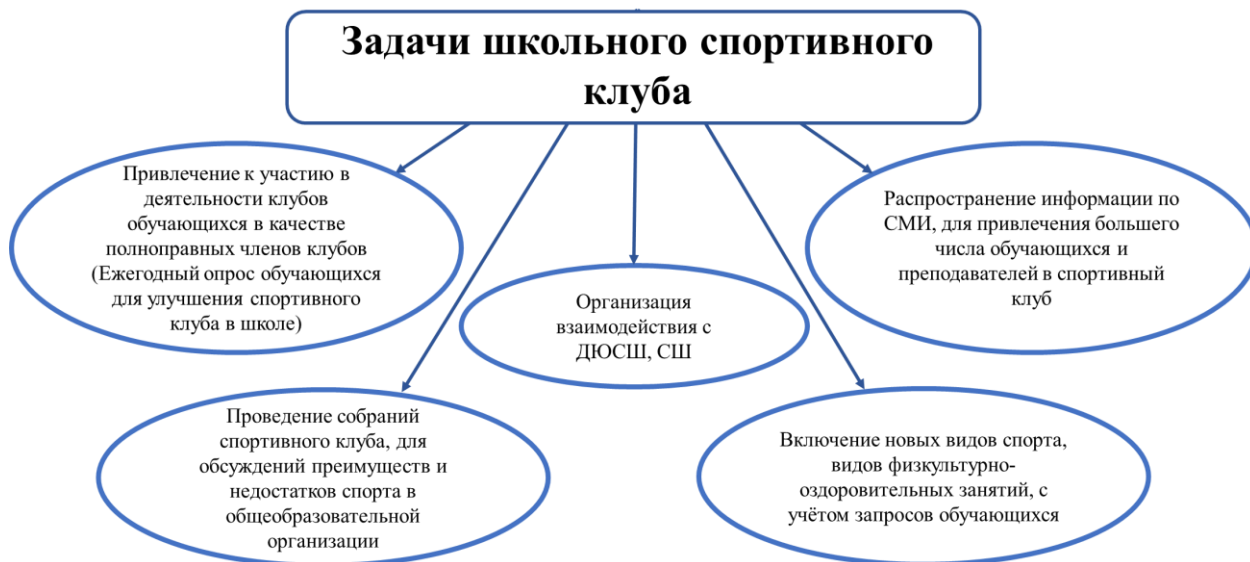 Задачи школьного спортивного
клуба
Привлечение к участию в
деятельности клубов
обучающихся в качестве
полноправных членов клубов
(Ежегодный опрос обучающихся
для улучшения спортивного
клуба в школе)
Распространение информации по
СМИ, для привлечения большего
числа обучающихся и
преподавателей в спортивный
клуб
Организация
взаимодействия с
ДЮСШ, СШ
Проведение собраний
спортивного клуба, для
обсуждений преимуществ и
недостатков спорта в
общеобразовательной
организации
Включение новых видов спорта,
видов физкультурно-
оздоровительных занятий, с
учётом запросов обучающихся